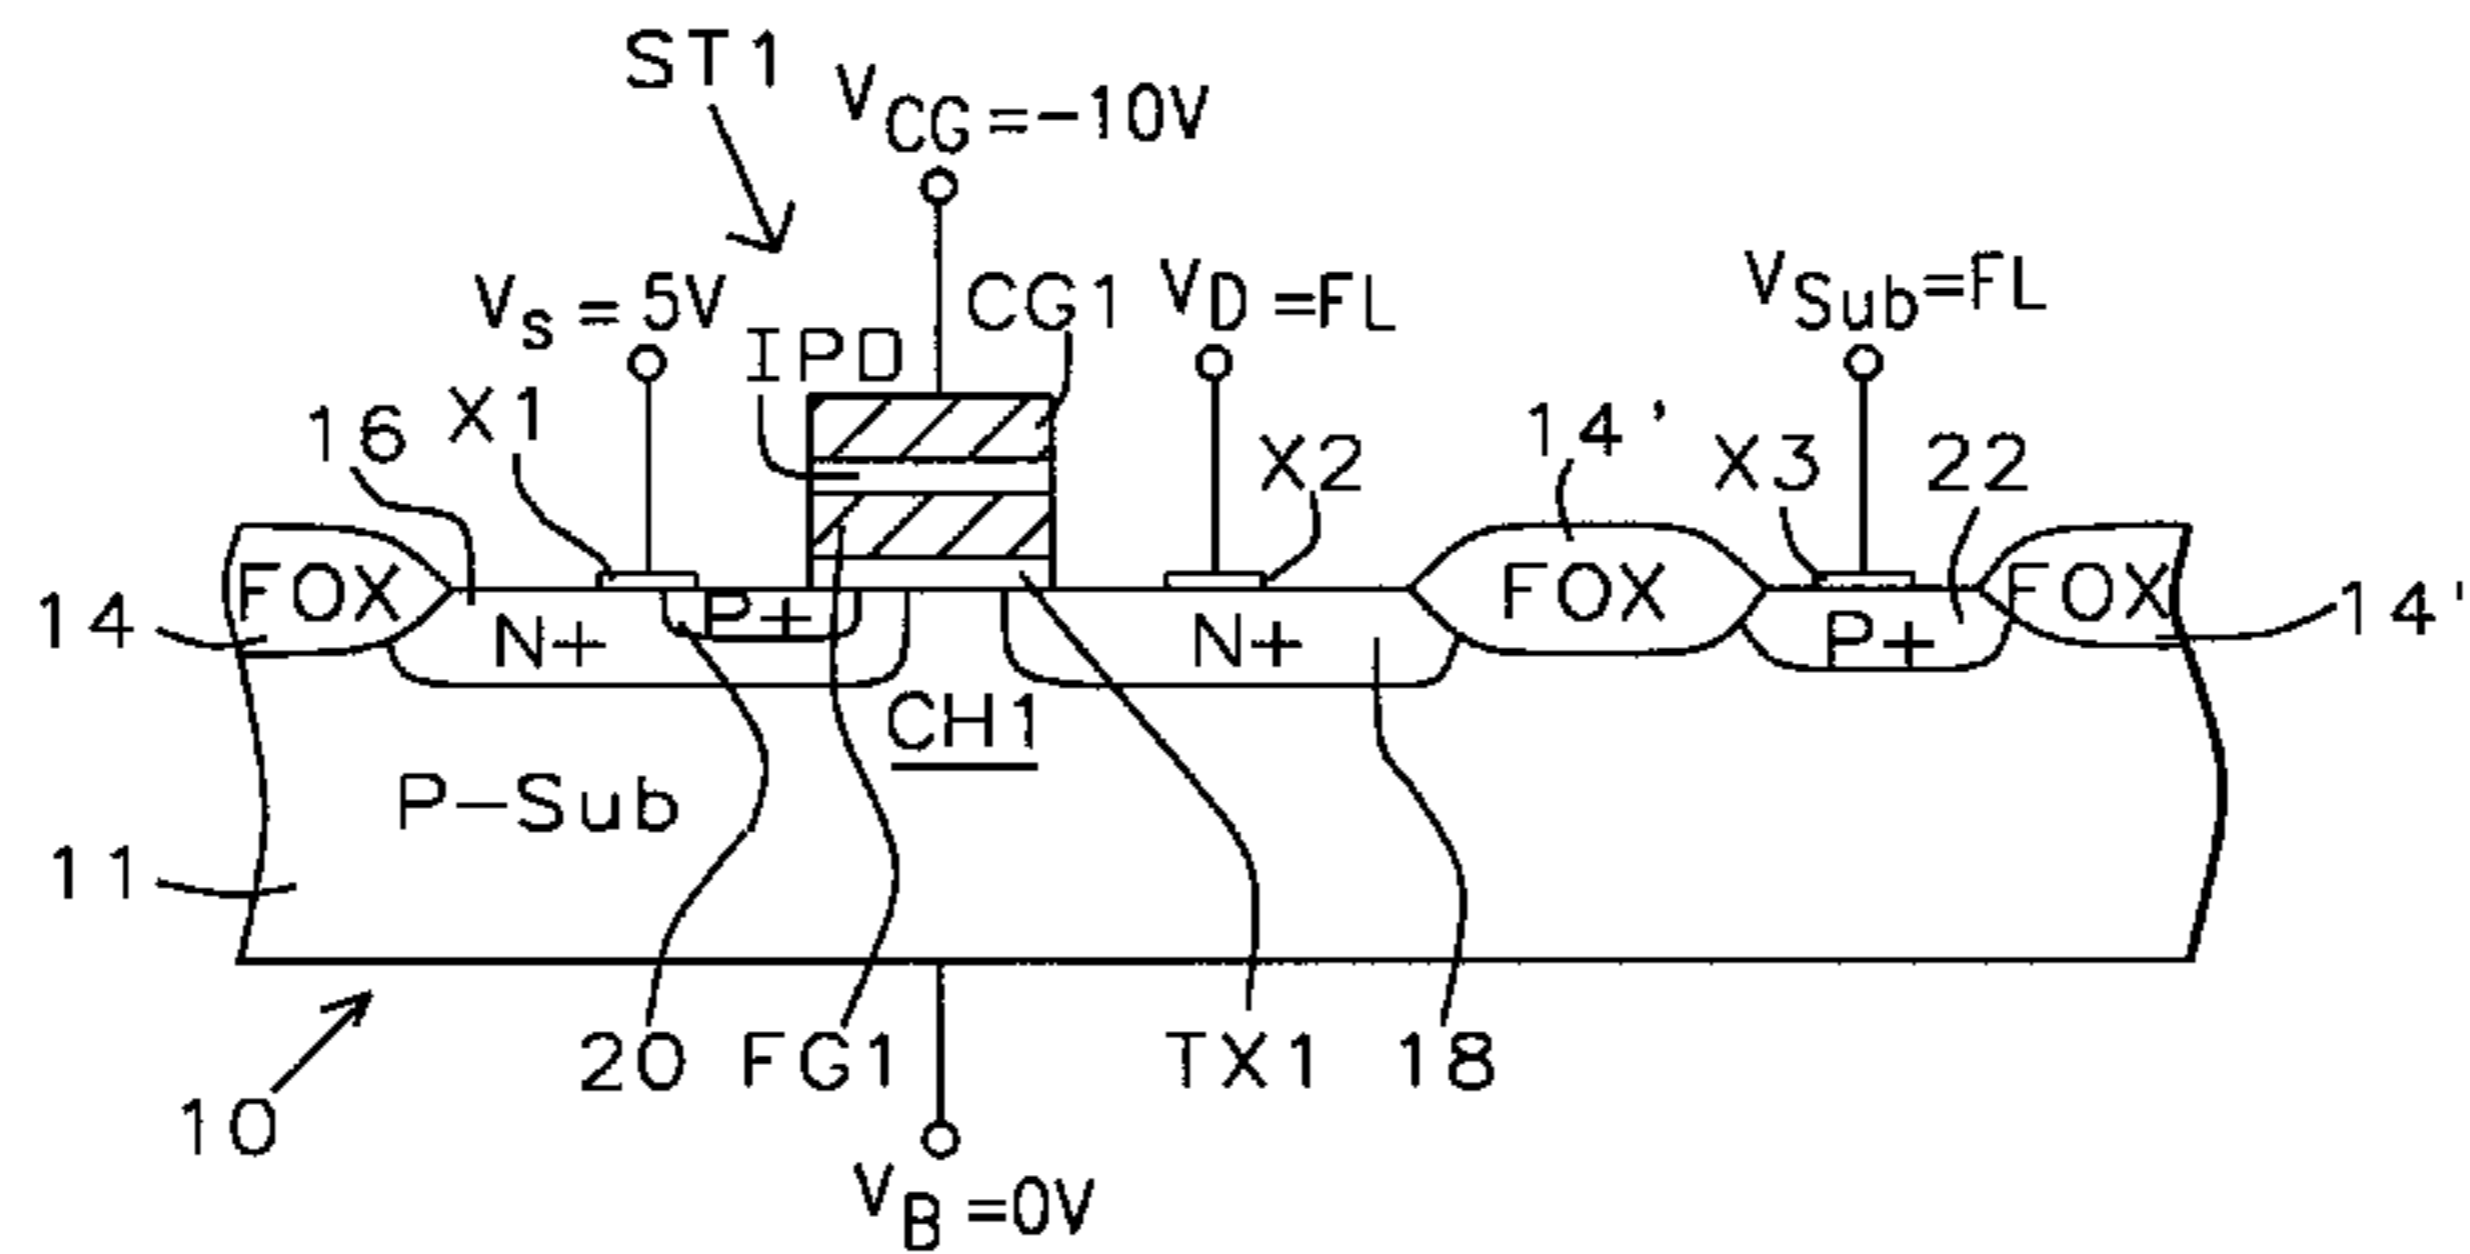 ST1
VCG=-10V
Vs=5V
IPD
CG1
VD=FL
VSub=FL
16
X1
X2
14'
X3
22
14
FOX
N+
P+
N+
FOX
P+
FOX
14'
CH1
P-Sub
11
10
20
FG1
TX1
18
VB=0V